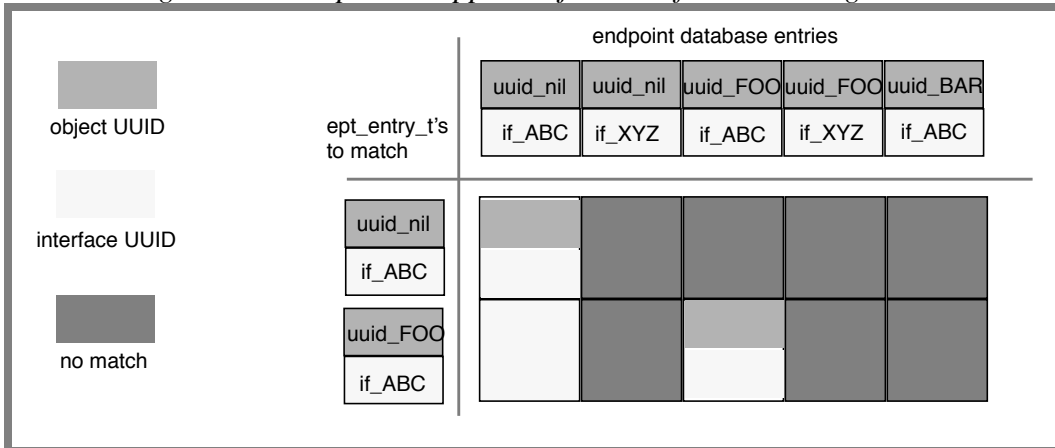 endpoint database entries
uuid_nil uuid_nil uuid_FOO uuid_FOO uuid_BAR
object UUID
ept_entry_t's
to match
if_ABC if_XYZ if_ABC if_XYZ if_ABC
uuid_nil
interface UUID
if_ABC
uuid_FOO
no match
if_ABC